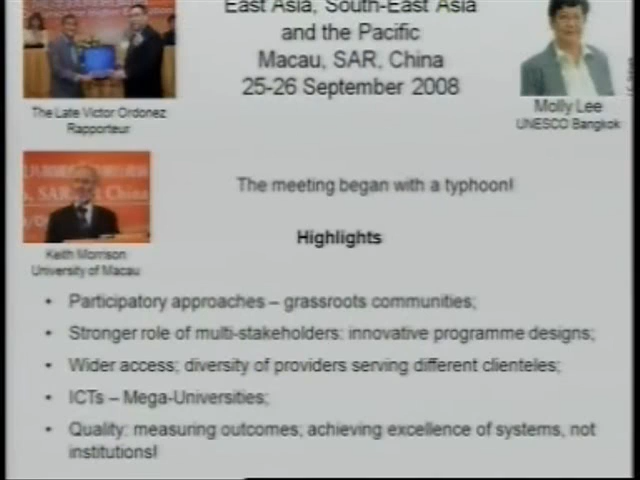 East Asia, South-East Asia
and the Pacific
Macau, SAR, China
25-26 September 2008
The Late Victor Ordonez
Rapporteur
Molly Lee
UNESCO Bangkok
, SAR, China
The meeting began with a typhoon!
Highlights
Keith Morrison
University of Macau
• Participatory approaches – grassroots communities;
• Stronger role of multi-stakeholders: innovative programme designs;
• Wider access; diversity of providers serving different clienteles;
• ICTs – Mega-Universities;
• Quality: measuring outcomes; achieving excellence of systems, not
institutions!